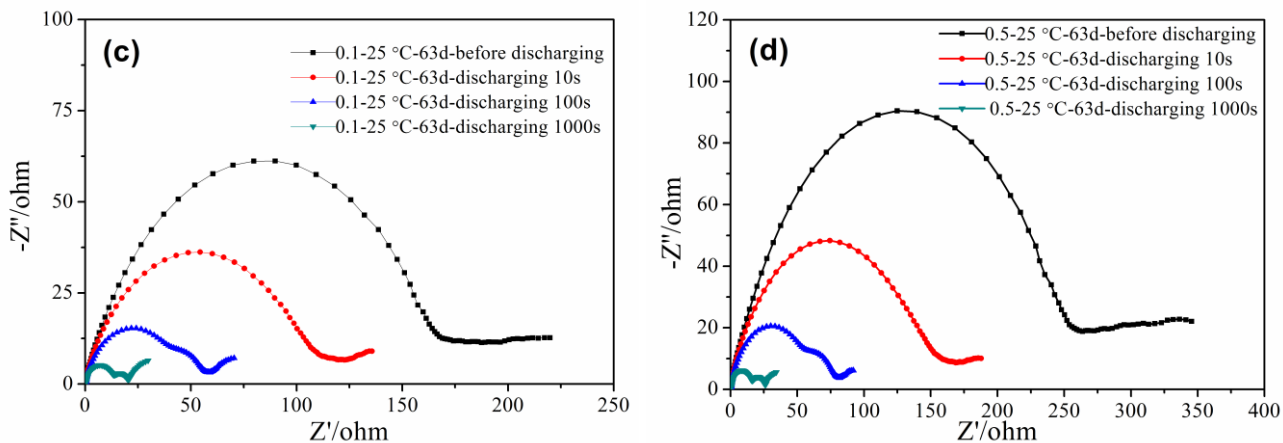 (c)
0.1-25 °C-63d-before discharging
0.1-25 °C-63d-discharging 10s
0.1-25 °C-63d-discharging 100s
0.1-25 °C-63d-discharging 1000s
100
75
50
25
0
-Z''/ohm
0 50 100 150 200 250
Z'/ohm
(d)
0.5-25 °C-63d-before discharging
0.5-25 °C-63d-discharging 10s
0.5-25 °C-63d-discharging 100s
0.5-25 °C-63d-discharging 1000s
120
100
80
60
40
20
0
-Z''/ohm
0 50 100 150 200 250 300 350 400
Z'/ohm